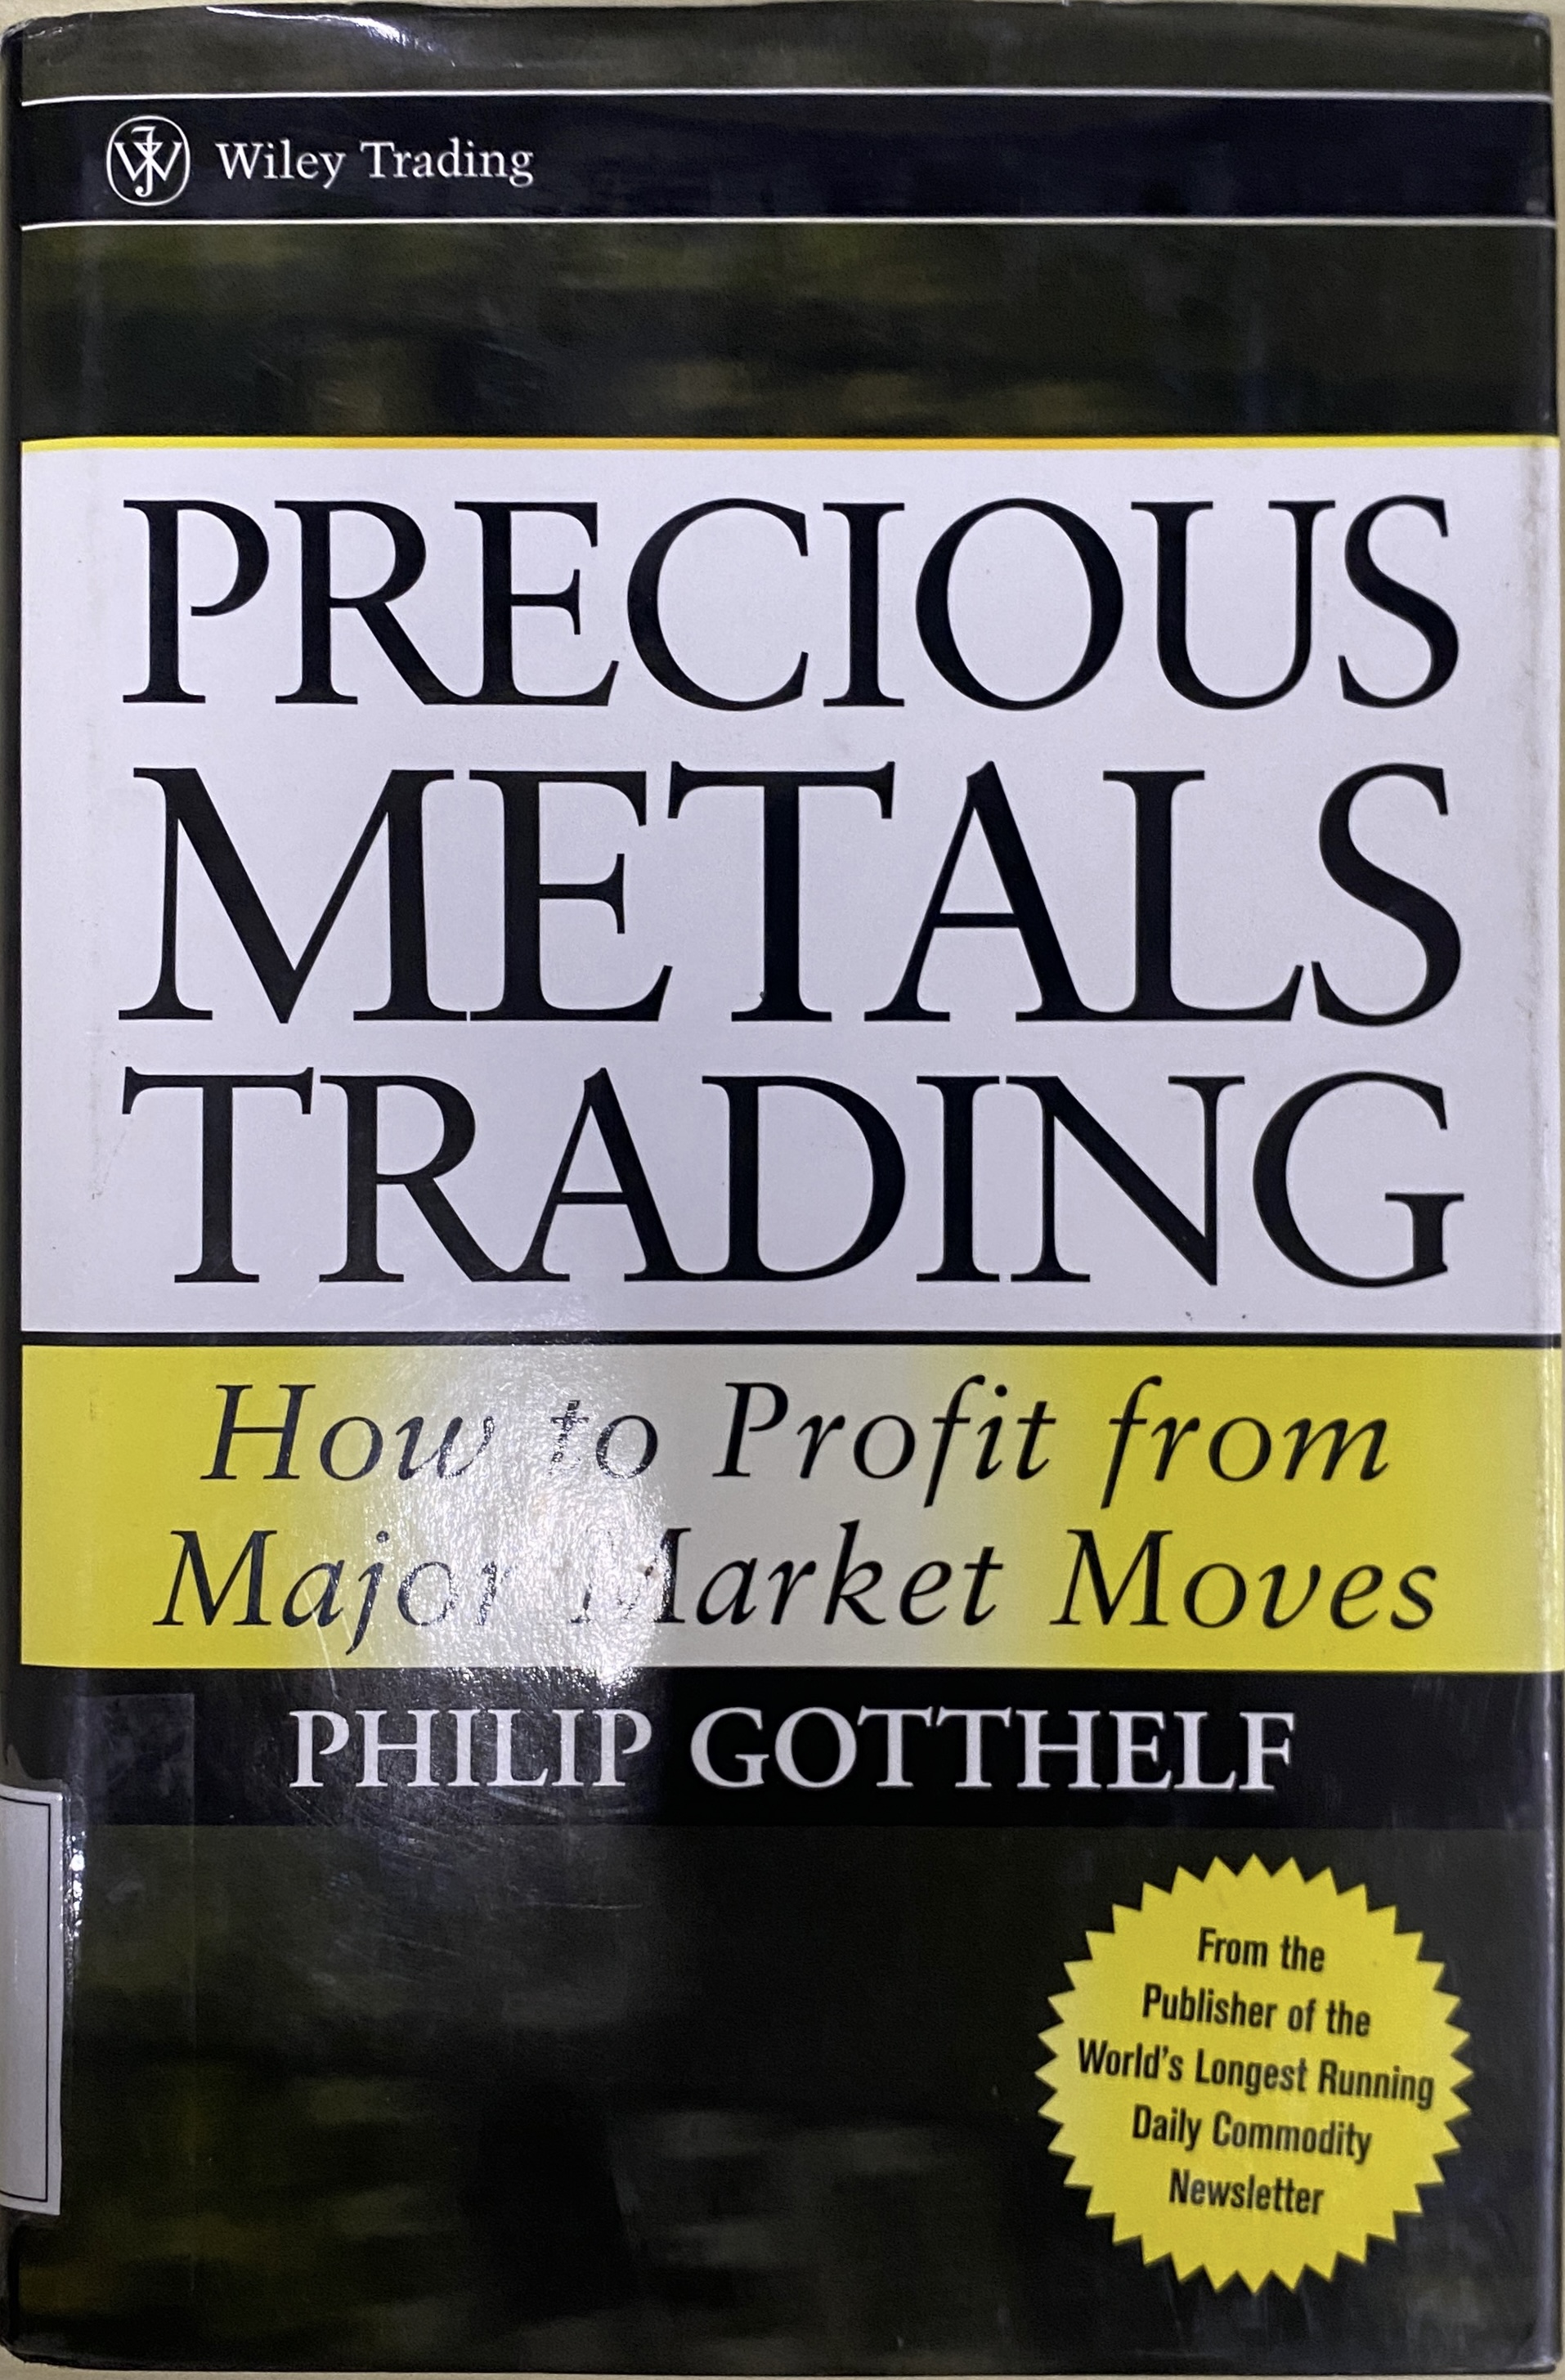 Wiley Trading
PRECIOUS
METALS
TRADING
How to Profit from
Major Market Moves
PHILIP GOTTHELF
From the
Publisher of the
World's Longest Running
Daily Commodity
Newsletter